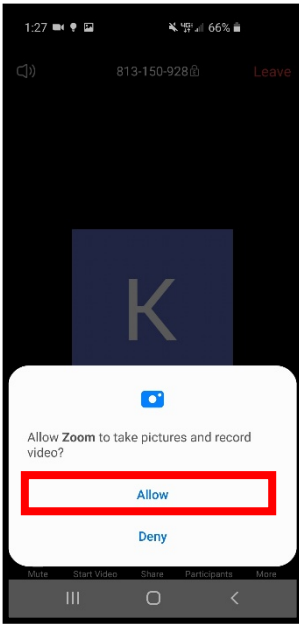 1:27 66%
813-150-928 Leave
K
Allow Zoom to take pictures and record
video?
Allow
Deny
Mute Start Video Share Participants More